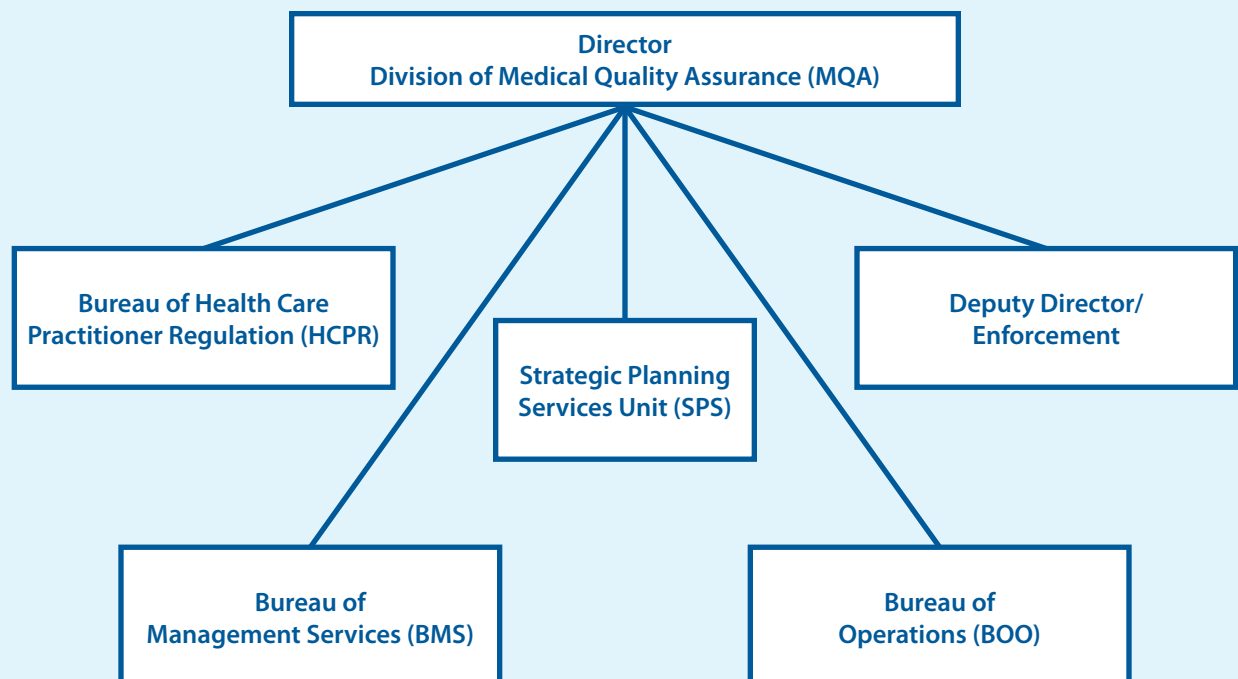 Director
Division of Medical Quality Assurance (MQA)
Bureau of Health Care
Practitioner Regulation (HCPR)
Deputy Director/
Enforcement
Strategic Planning
Services Unit (SPS)
Bureau of
Management Services (BMS)
Bureau of
Operations (BOO)